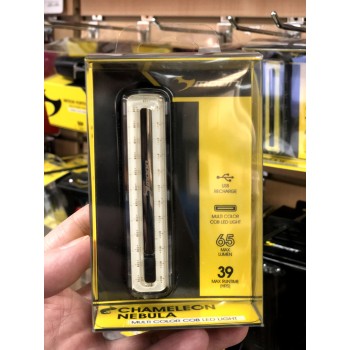 USB
RECHARGE
MULTI COLOR
COB LED LIGHT
65
MAX
LUMEN
39
MAX RUNTIME
(HRS)
CHAMELEON
NEBULA
MULTI COLOR COB LED LIGHT